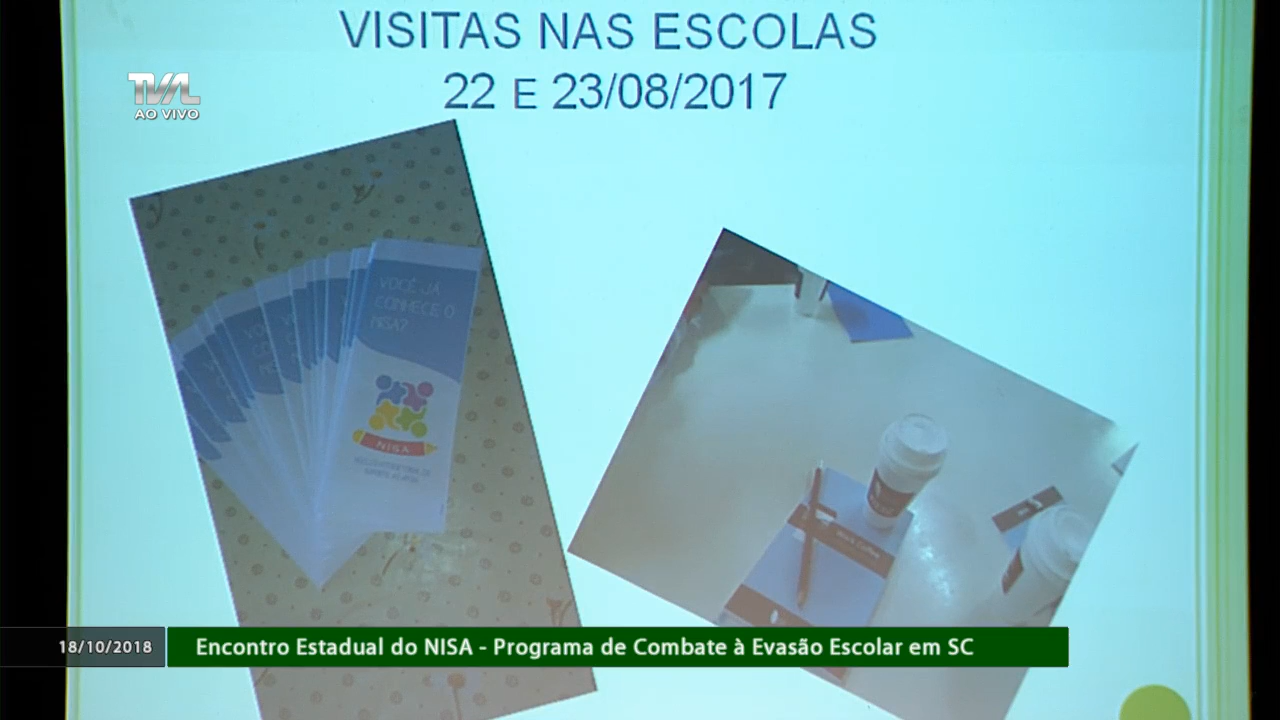 VISITAS NAS ESCOLAS
22 E 23/08/2017
TVAL
AO VIVO
VOCÊ JÁ
CONHECE O
NISA?
NISA
18/10/2018
Encontro Estadual do NISA - Programa de Combate à Evasão Escolar em SC